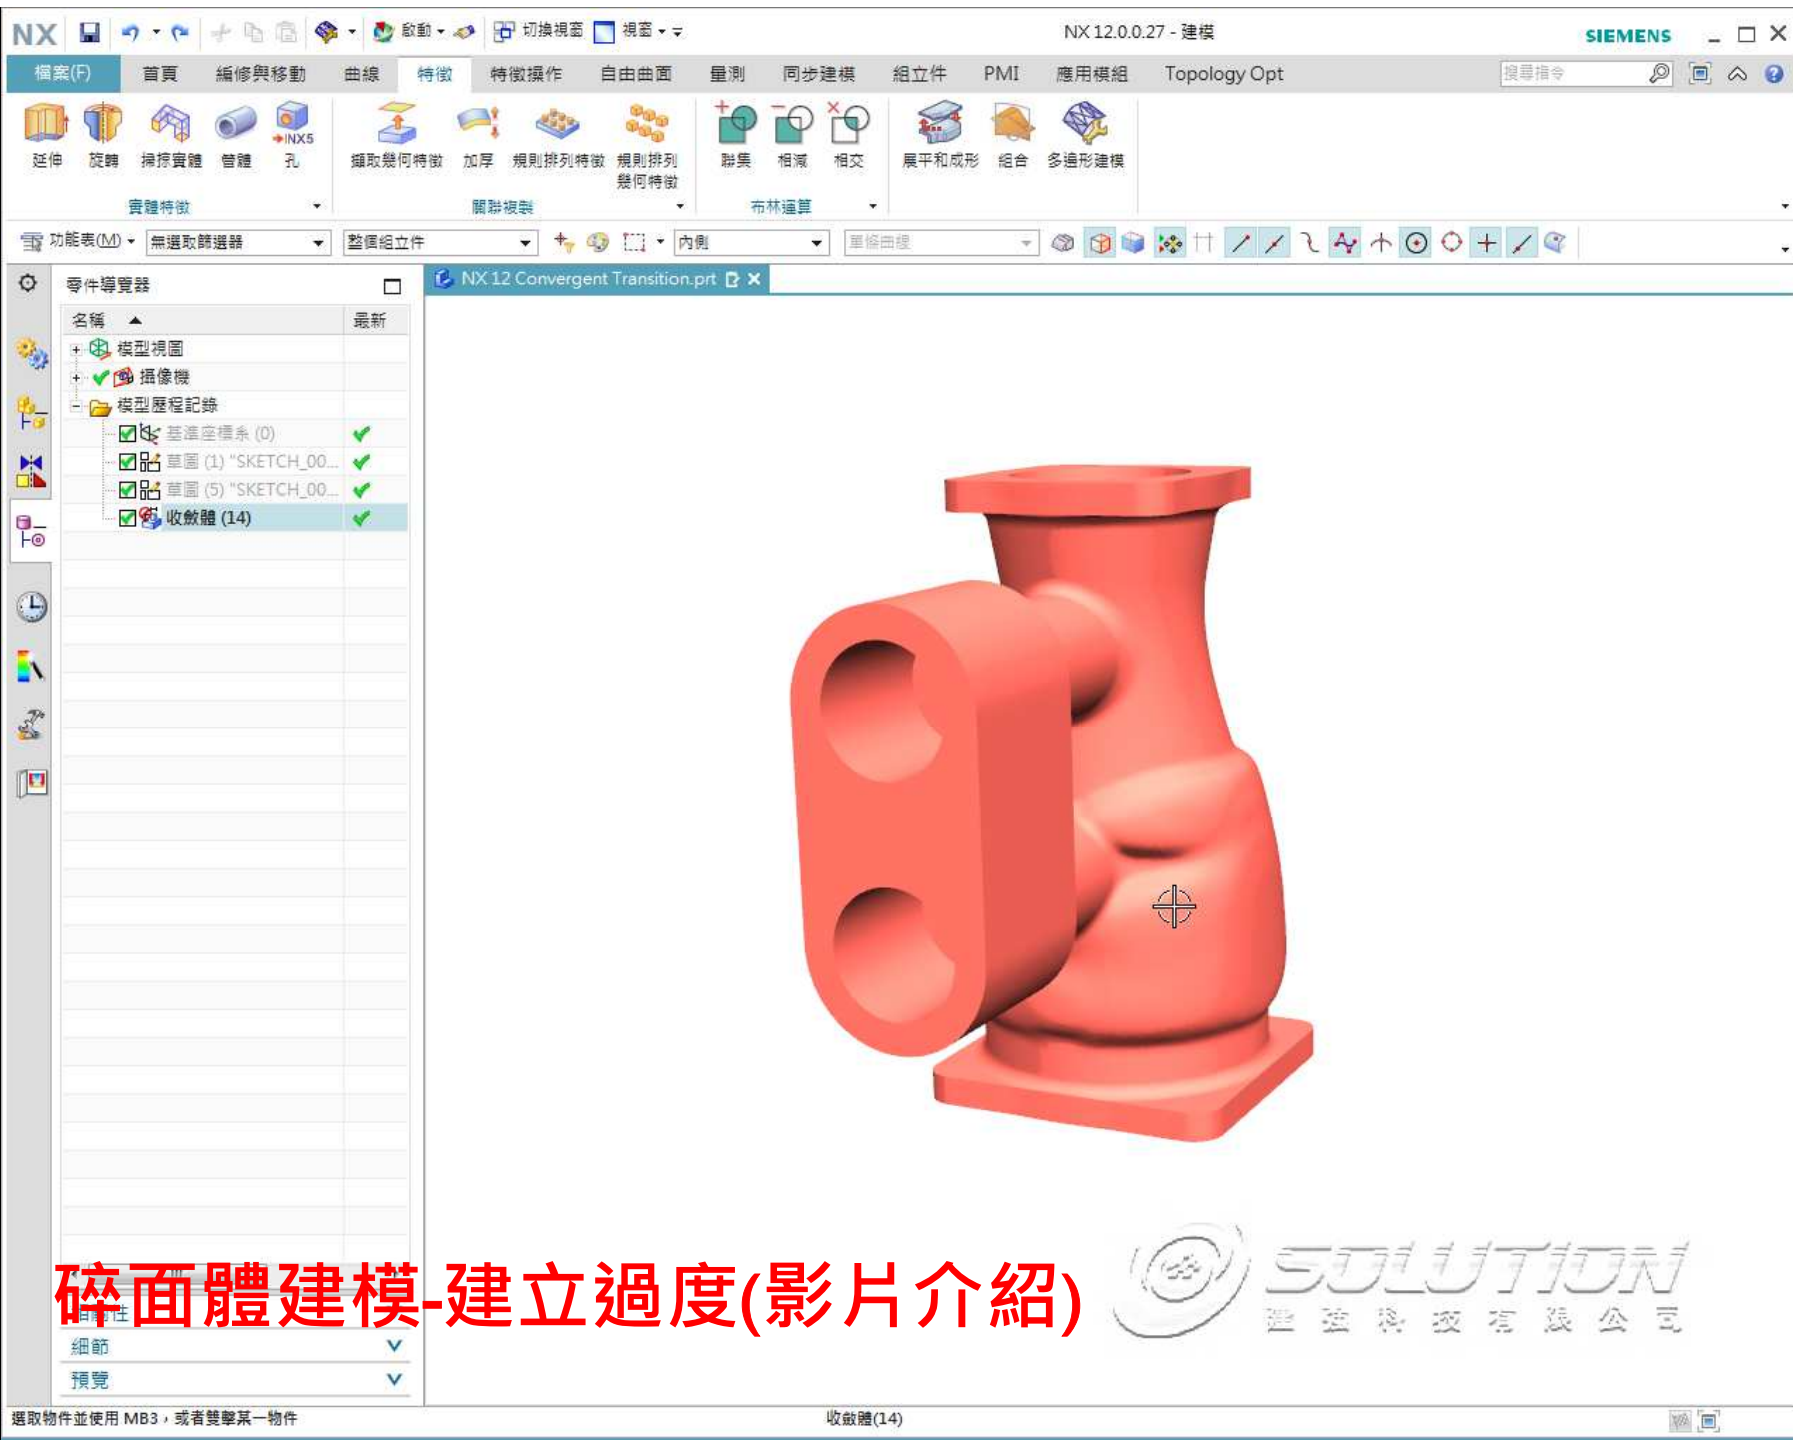 NX 啟動 切換視窗 視窗 NX 12.0.0.27 - 建模 SIEMENS
檔案(F) 首頁 編修與移動 曲線 特徵 特徵操作 自由曲面 量測 同步建模 組立件 PMI 應用模組 Topology Opt 搜尋指令
延伸 旋轉 掃掠實體 管體 孔 NX5 擷取幾何特徵 加厚 規則排列特徵 規則排列 幾何特徵 聯集 相減 相交 展平和成形 組合 多邊形建模
實體特徵 關聯複製 布林運算
功能表(M) 無選取篩選器 整個組立件 內側 單條曲線
零件導覽器 NX 12 Convergent Transition.prt
名稱 最新
模型視圖
攝像機
模型歷程記錄
基準座標系 (0)
草圖 (1) "SKETCH_00...
草圖 (5) "SKETCH_00...
收斂體 (14)
碎面體建模-建立過度(影片介紹)
SOLUTION
科技有限公司
細節
預覽
選取物件並使用 MB3，或者雙擊某一物件 收斂體(14)